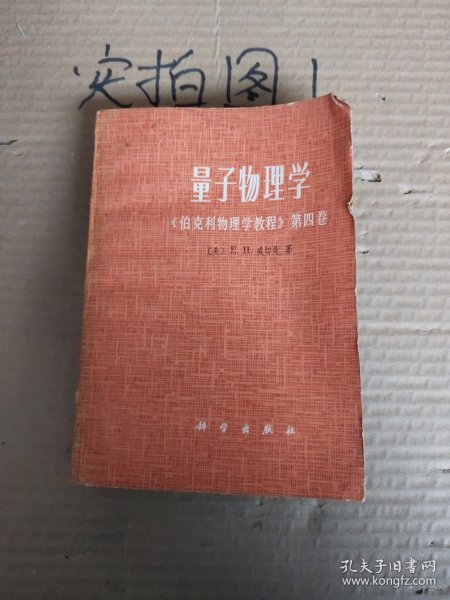 实拍图1
量子物理学
《伯克利物理学教程》第四卷
〔美〕E. H. 威切曼 著
科学出版社
孔夫子旧书网
www.kongfz.com